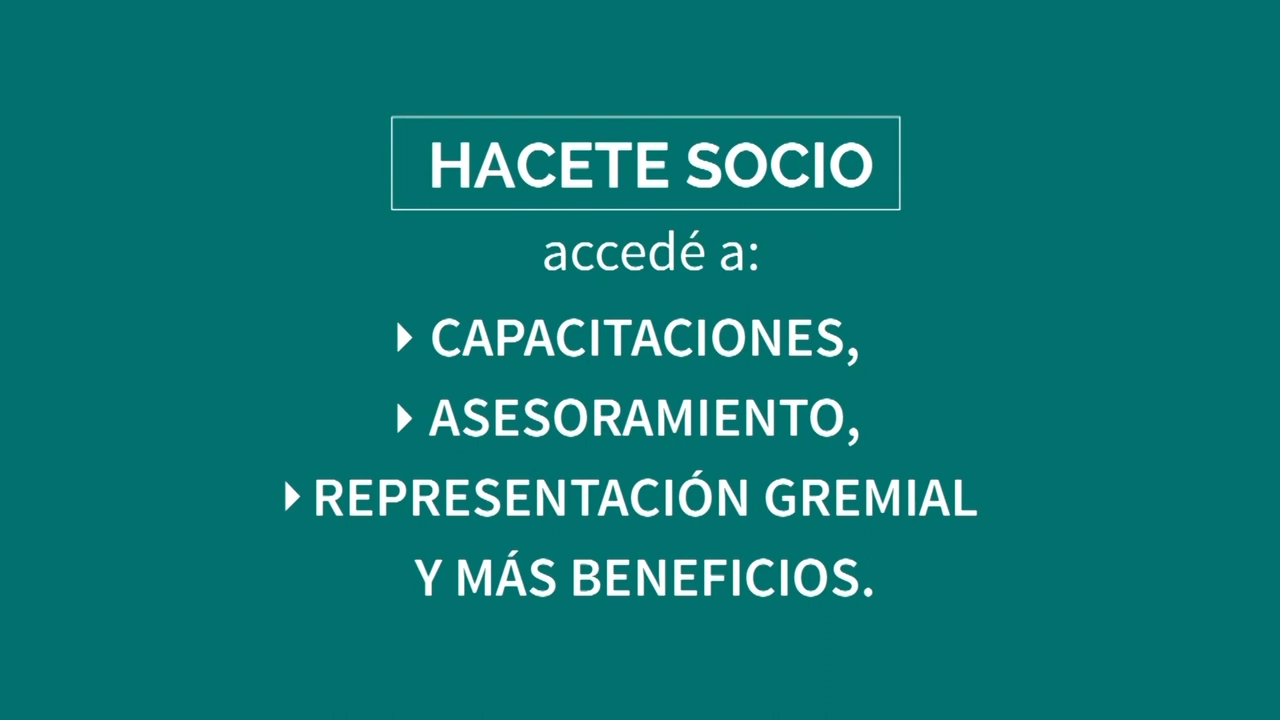 HACETE SOCIO
accedé a:
CAPACITACIONES,
ASESORAMIENTO,
REPRESENTACIÓN GREMIAL
Y MÁS BENEFICIOS.